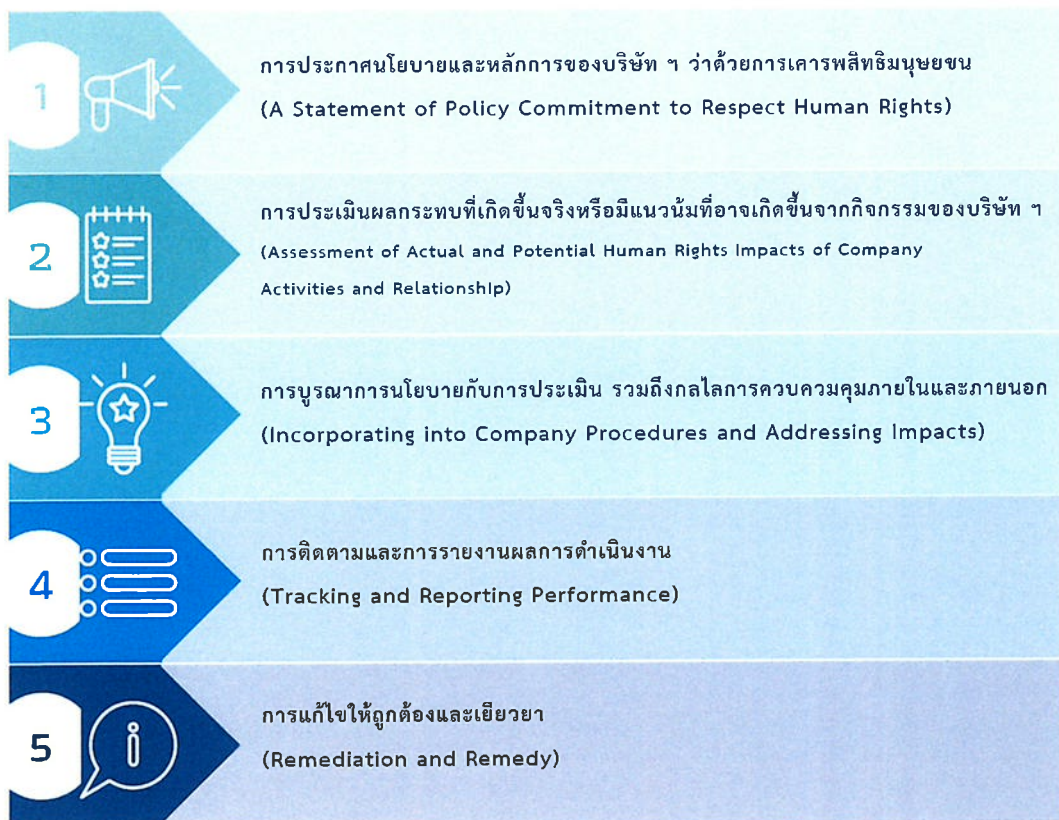 1
การประกาศนโยบายและหลักการของบริษัท ฯ ว่าด้วยการเคารพสิทธิมนุษยชน
(A Statement of Policy Commitment to Respect Human Rights)
2
การประเมินผลกระทบที่เกิดขึ้นจริงหรือมีแนวน้มที่อาจเกิดขึ้นจากกิจกรรมของบริษัท ฯ
(Assessment of Actual and Potential Human Rights Impacts of Company
Activities and Relationship)
3
การบูรณาการนโยบายกับการประเมิน รวมถึงกลไลการควบควมคุมภายในและภายนอก
(Incorporating into Company Procedures and Addressing Impacts)
4
การติดตามและการรายงานผลการดำเนินงาน
(Tracking and Reporting Performance)
5
การแก้ไขให้ถูกต้องและเยียวยา
(Remediation and Remedy)